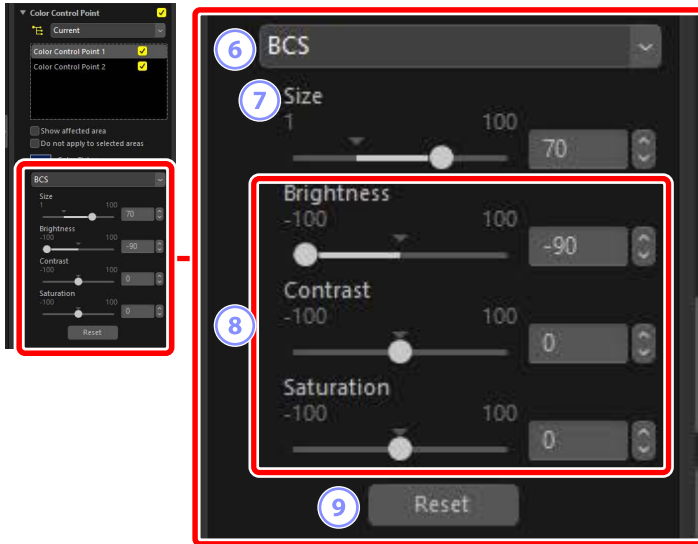 Color Control Point
Current
Color Control Point 1
Color Control Point 2
Show affected area
Do not apply to selected areas
BCS
Size
1 100
70
Brightness
-100 100
-90
Contrast
-100 100
0
Saturation
-100 100
0
Reset
6 BCS
7 Size
1 100
70
8
Brightness
-100 100
-90
Contrast
-100 100
0
Saturation
-100 100
0
9 Reset